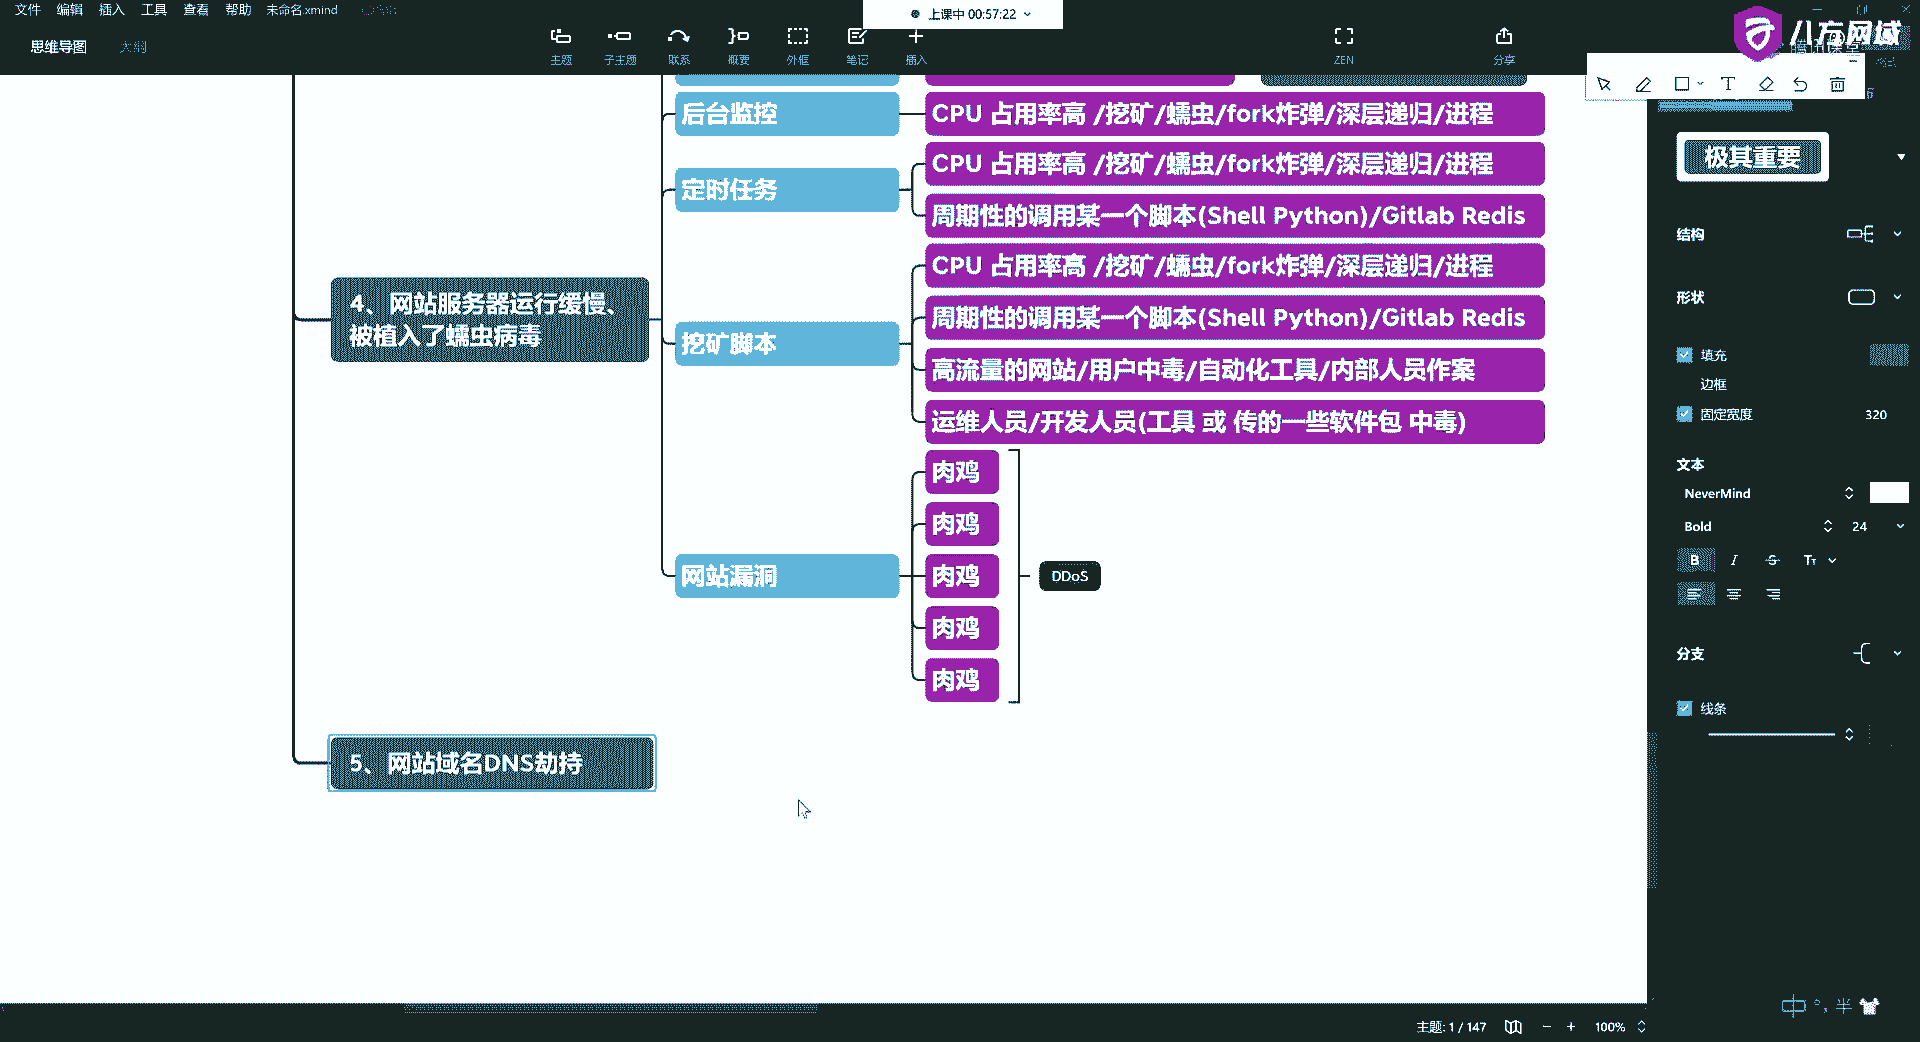 文件 编辑 插入 工具 查看 帮助 未命名.xmind
上课中 00:57:22
八方网域
思维导图 大纲
主题 子主题 联系 概要 外框 笔记 插入 ZEN 分享
腾讯课堂
T
后台监控
CPU 占用率高 /挖矿/蠕虫/fork炸弹/深层递归/进程
定时任务
CPU 占用率高 /挖矿/蠕虫/fork炸弹/深层递归/进程
周期性的调用某一个脚本(Shell Python)/Gitlab Redis
4、网站服务器运行缓慢、
被植入了蠕虫病毒
挖矿脚本
CPU 占用率高 /挖矿/蠕虫/fork炸弹/深层递归/进程
周期性的调用某一个脚本(Shell Python)/Gitlab Redis
高流量的网站/用户中毒/自动化工具/内部人员作案
运维人员/开发人员(工具 或 传的一些软件包 中毒)
网站漏洞
肉鸡
肉鸡
肉鸡
肉鸡
肉鸡
DDoS
5、网站域名DNS劫持
极其重要
结构
形状
填充
边框
固定宽度 320
文本
NeverMind
Bold 24
B I S Tт
分支
线条
中 °, 半
主题: 1 / 147 − + 100%